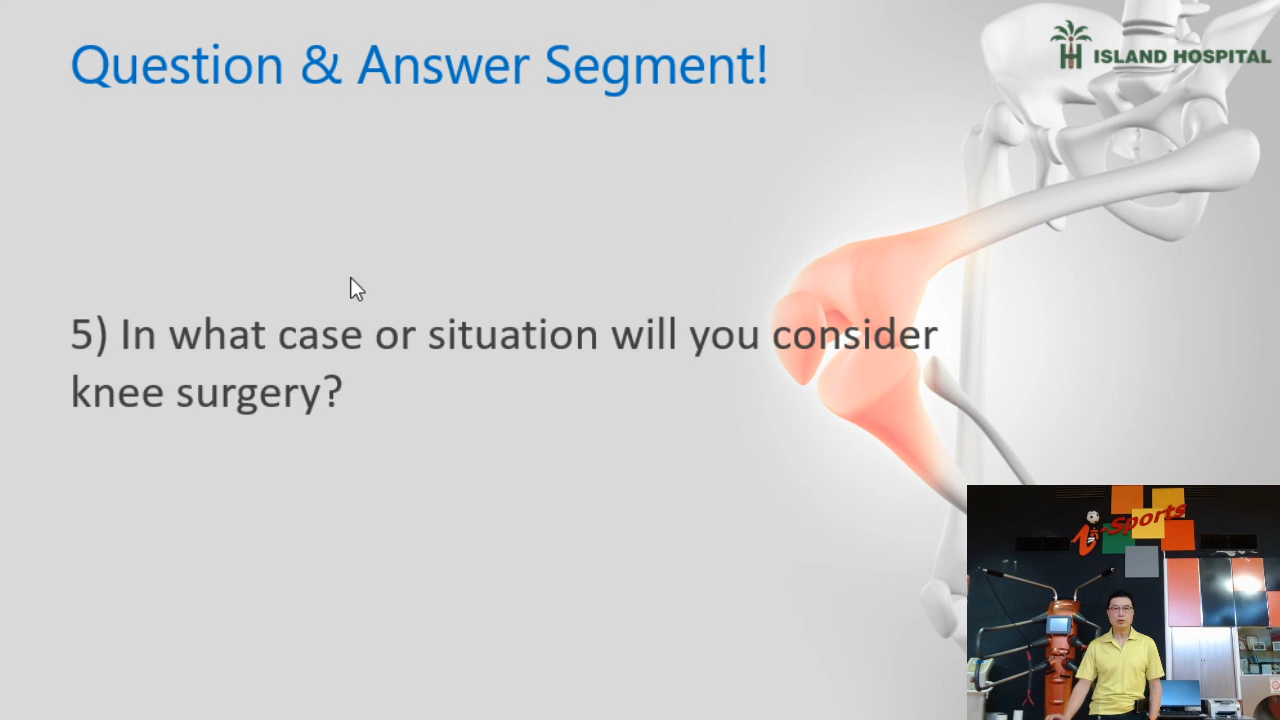 Question & Answer Segment!
ISLAND HOSPITAL
5) In what case or situation will you consider
knee surgery?
i-Sports